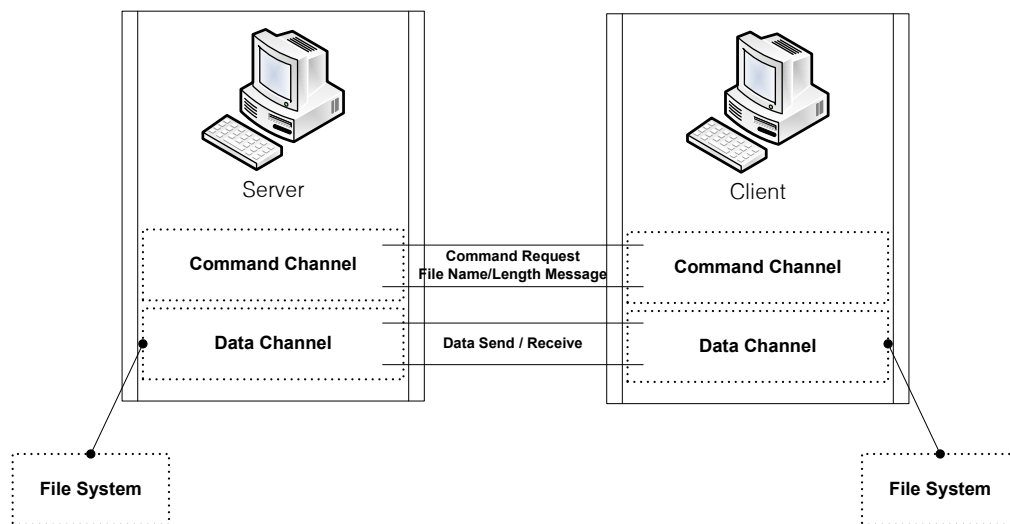 Server
Client
Command Channel
Command Request
File Name/Length Message
Command Channel
Data Channel
Data Send / Receive
Data Channel
File System
File System